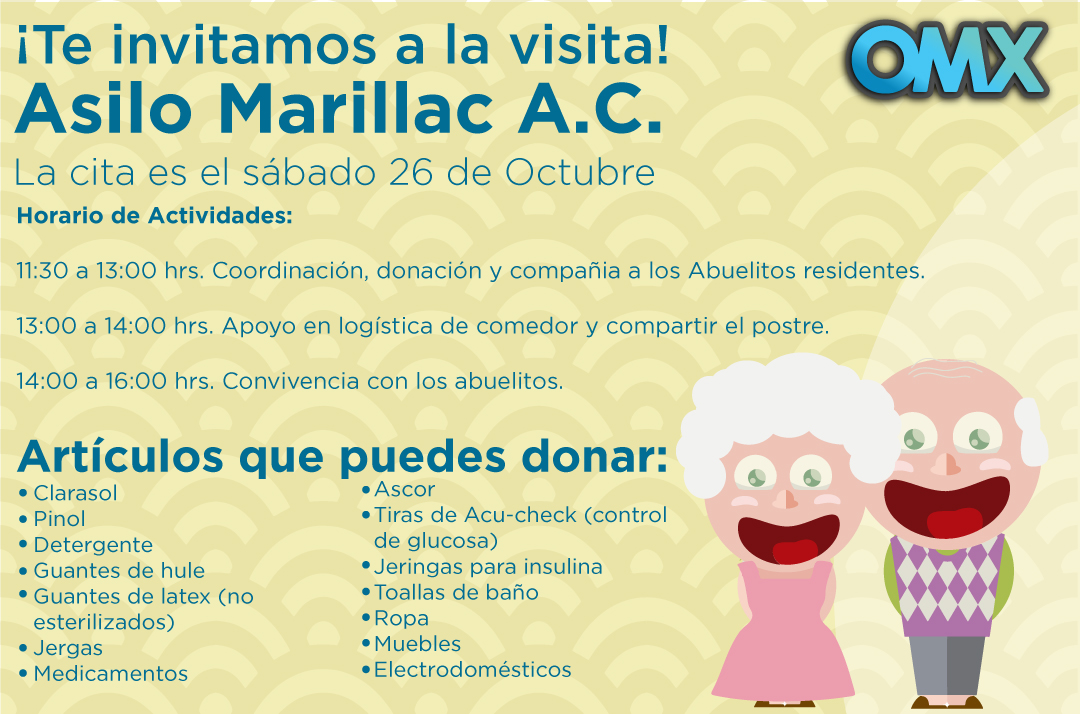 ¡Te invitamos a la visita!
OMX
Asilo Marillac A.C.
La cita es el sábado 26 de Octubre
Horario de Actividades:
11:30 a 13:00 hrs. Coordinación, donación y compañia a los Abuelitos residentes.
13:00 a 14:00 hrs. Apoyo en logística de comedor y compartir el postre.
14:00 a 16:00 hrs. Convivencia con los abuelitos.
Artículos que puedes donar:
• Clarasol
• Pinol
• Detergente
• Guantes de hule
• Guantes de latex (no
esterilizados)
• Jergas
• Medicamentos
• Ascor
• Tiras de Acu-check (control
de glucosa)
• Jeringas para insulina
• Toallas de baño
• Ropa
• Muebles
• Electrodomésticos